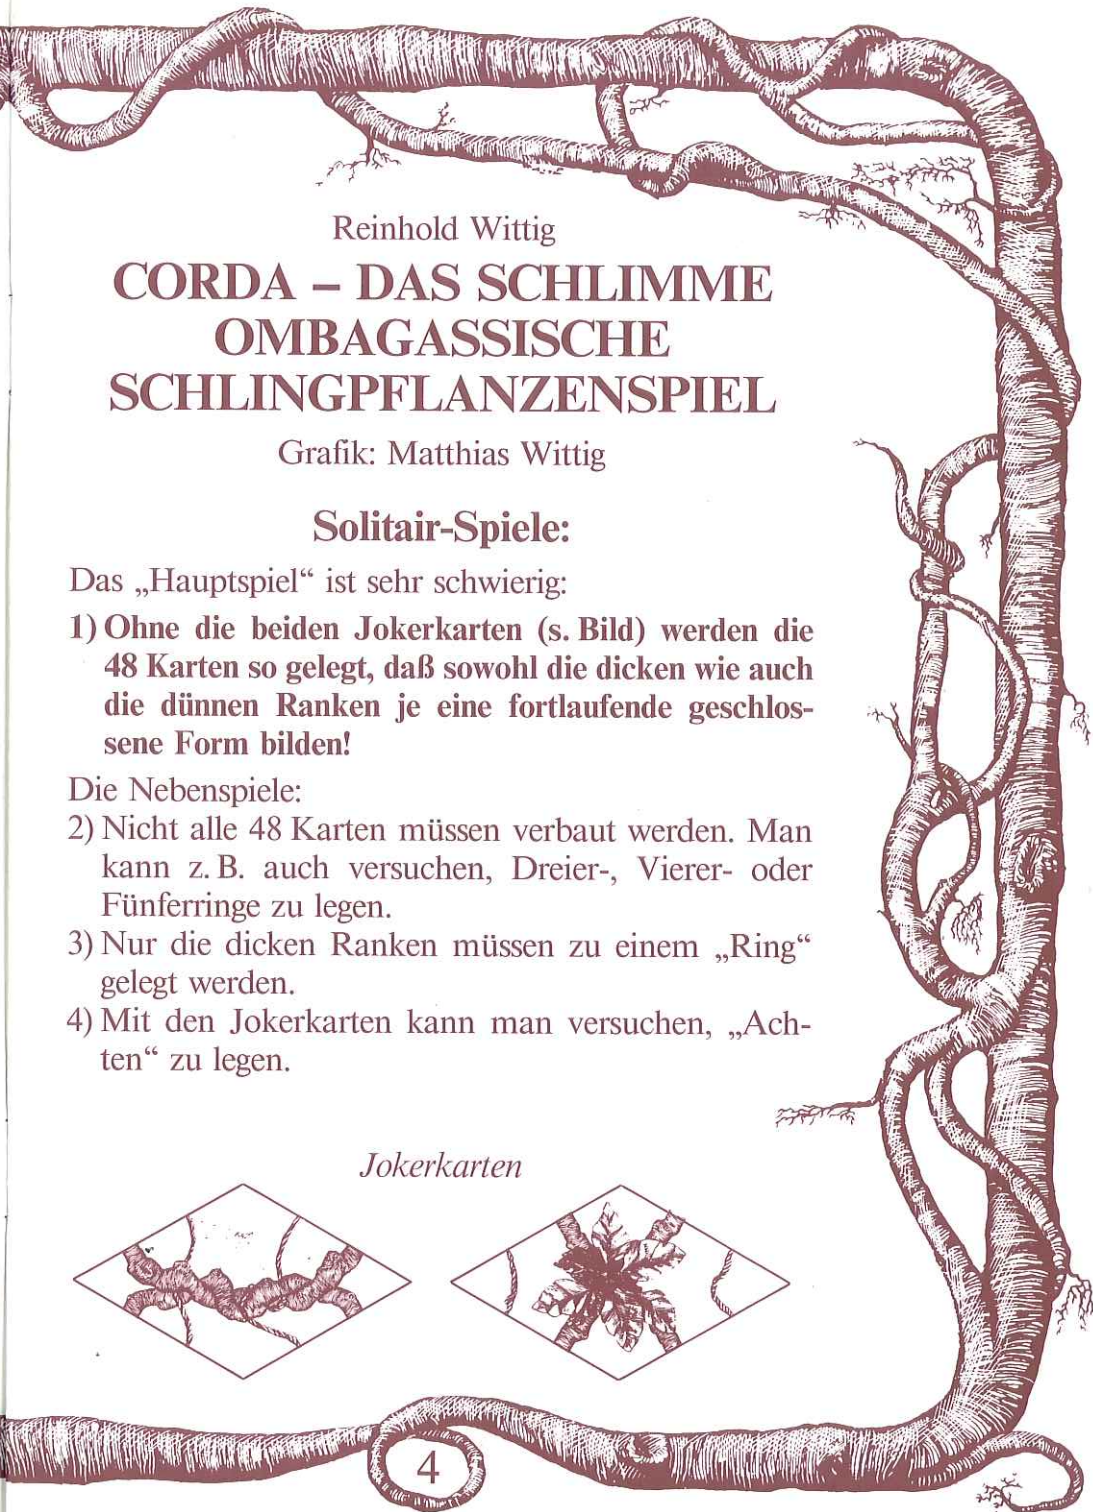 Reinhold Wittig
CORDA – DAS SCHLIMME
OMBAGASSISCHE
SCHLINGPFLANZENSPIEL
Grafik: Matthias Wittig
Solitair-Spiele:
Das „Hauptspiel“ ist sehr schwierig:
1) Ohne die beiden Jokerkarten (s. Bild) werden die
48 Karten so gelegt, daß sowohl die dicken wie auch
die dünnen Ranken je eine fortlaufende geschlos-
sene Form bilden!
Die Nebenspiele:
2) Nicht alle 48 Karten müssen verbaut werden. Man
kann z. B. auch versuchen, Dreier-, Vierer- oder
Fünferringe zu legen.
3) Nur die dicken Ranken müssen zu einem „Ring“
gelegt werden.
4) Mit den Jokerkarten kann man versuchen, „Ach-
ten“ zu legen.
Jokerkarten
4